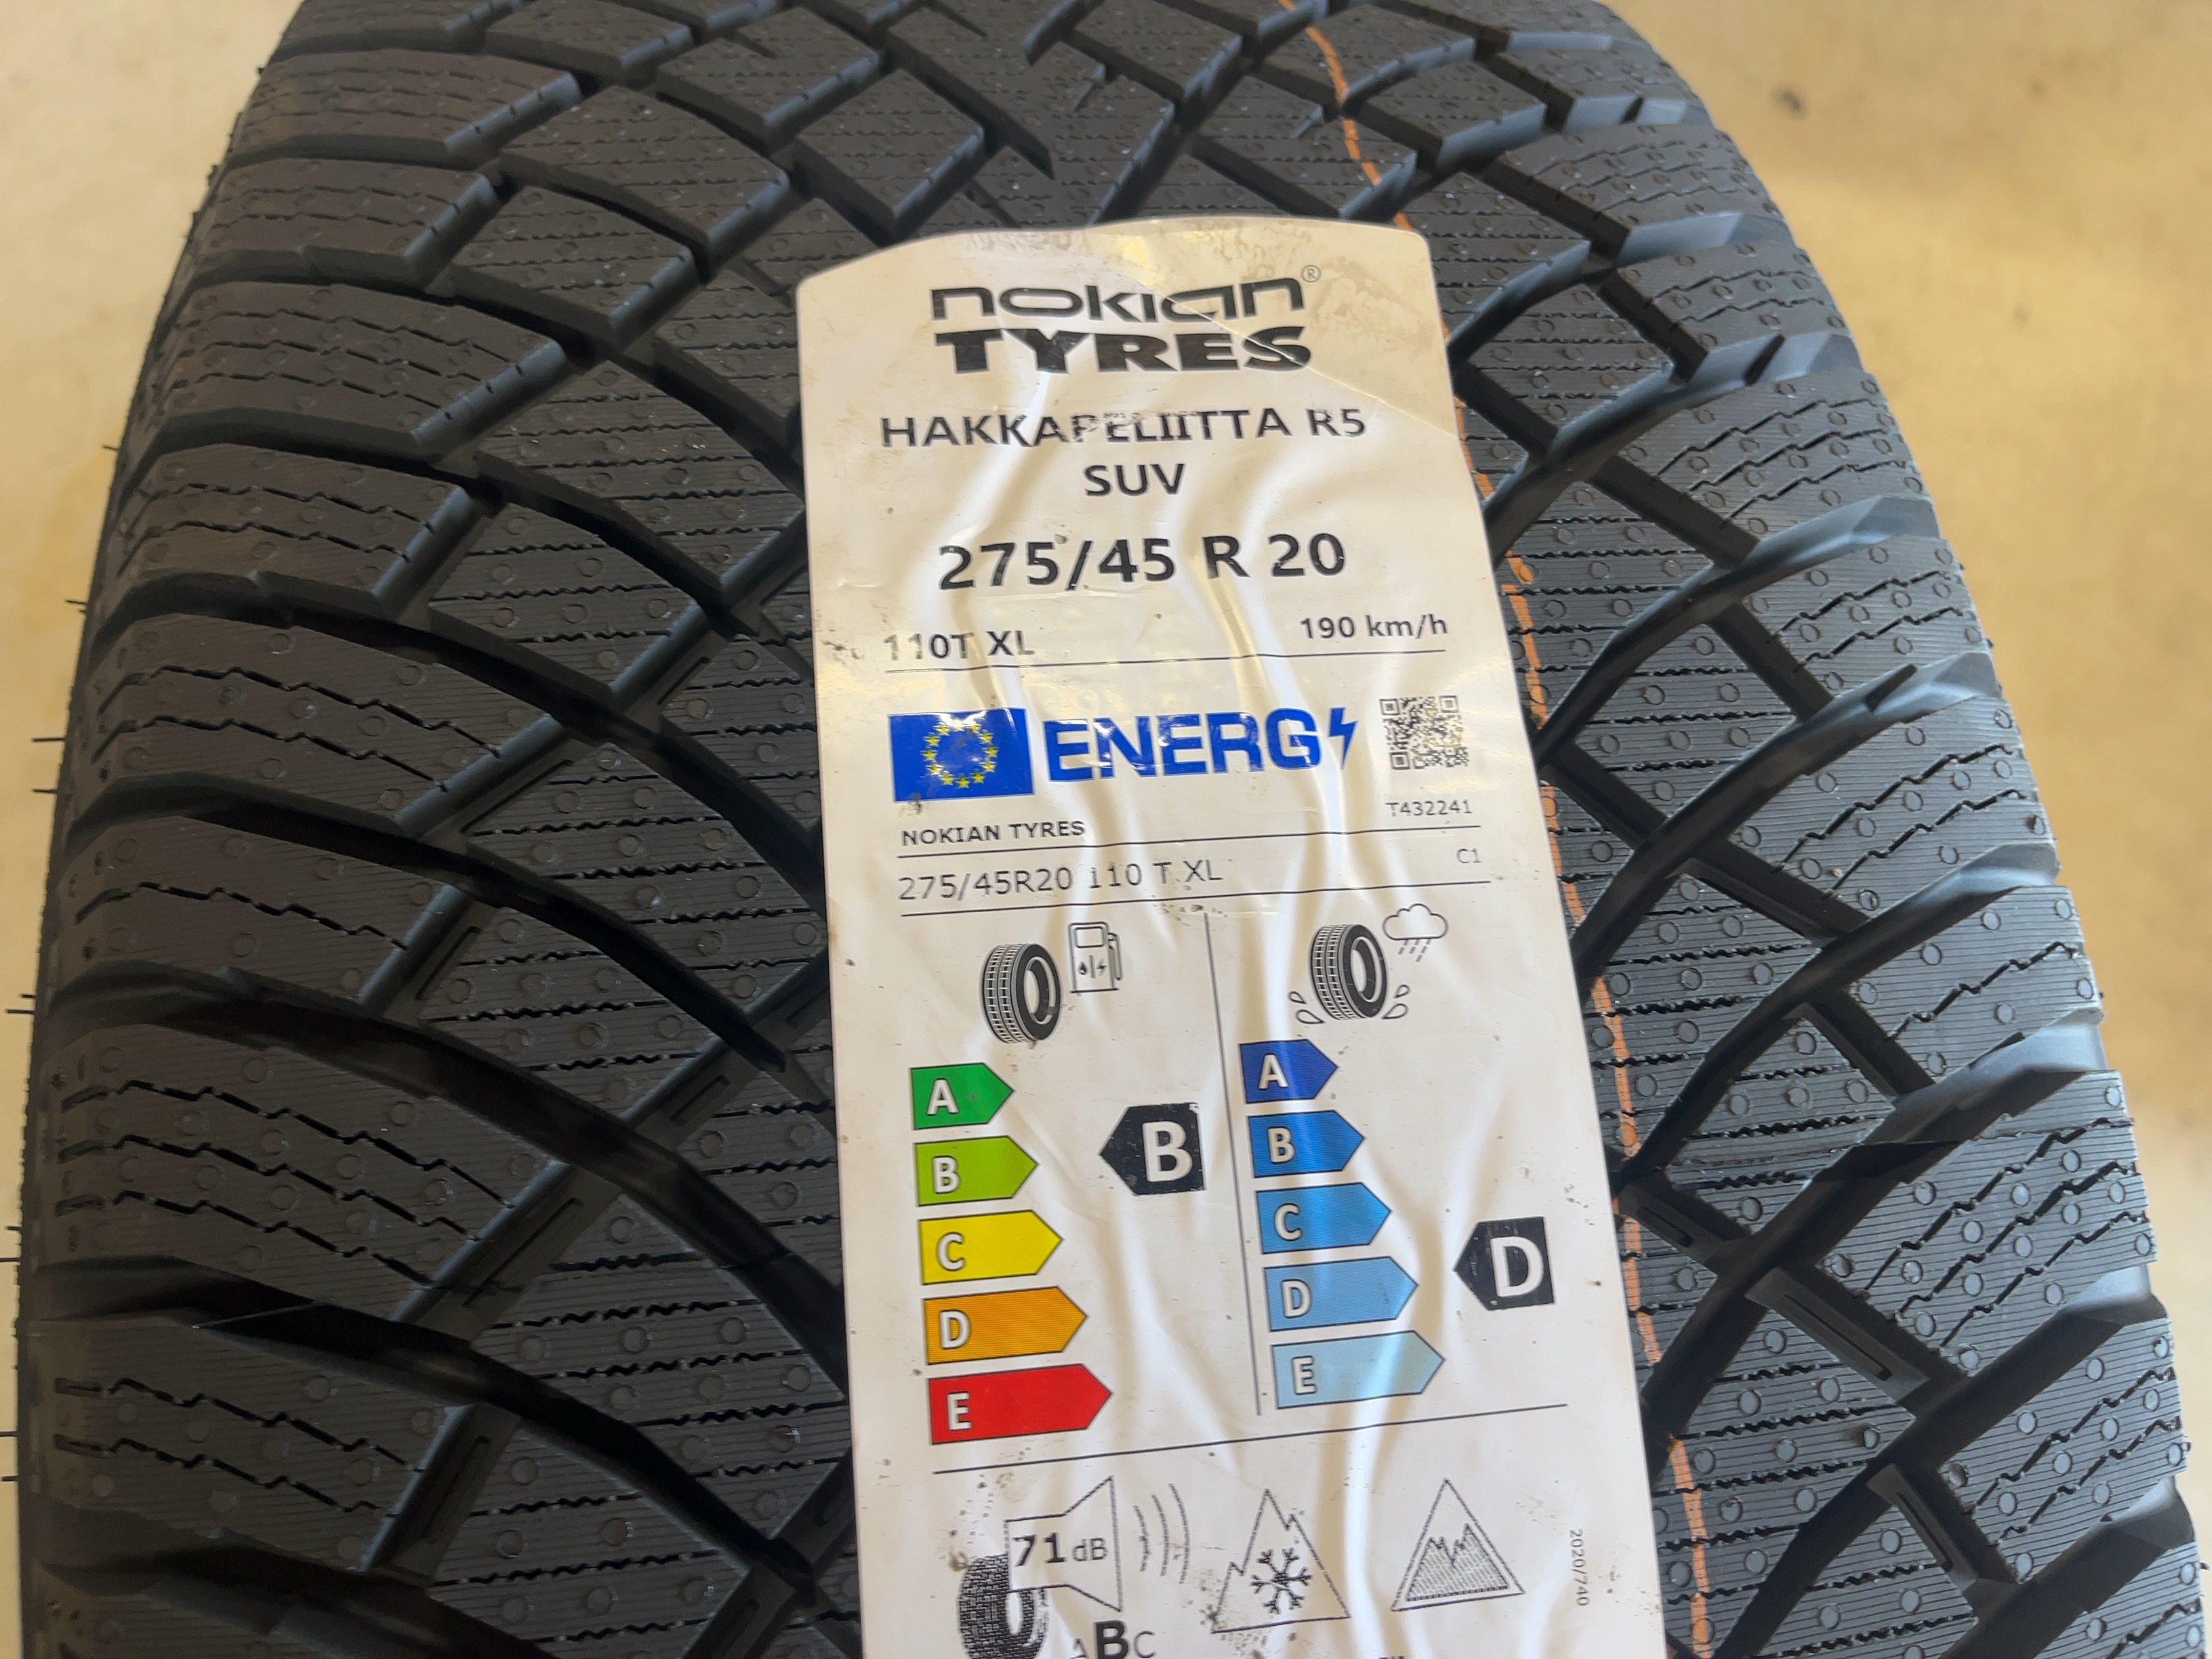 nokian®
TYRES
HAKKAPELIITTA R5
SUV
275/45 R 20
110T XL 190 km/h
ENERG
T432241
NOKIAN TYRES
275/45R20 110 T XL C1
A
B
C
D
E
B
A
B
C
D
E
D
71 dB
ABC
2020/740